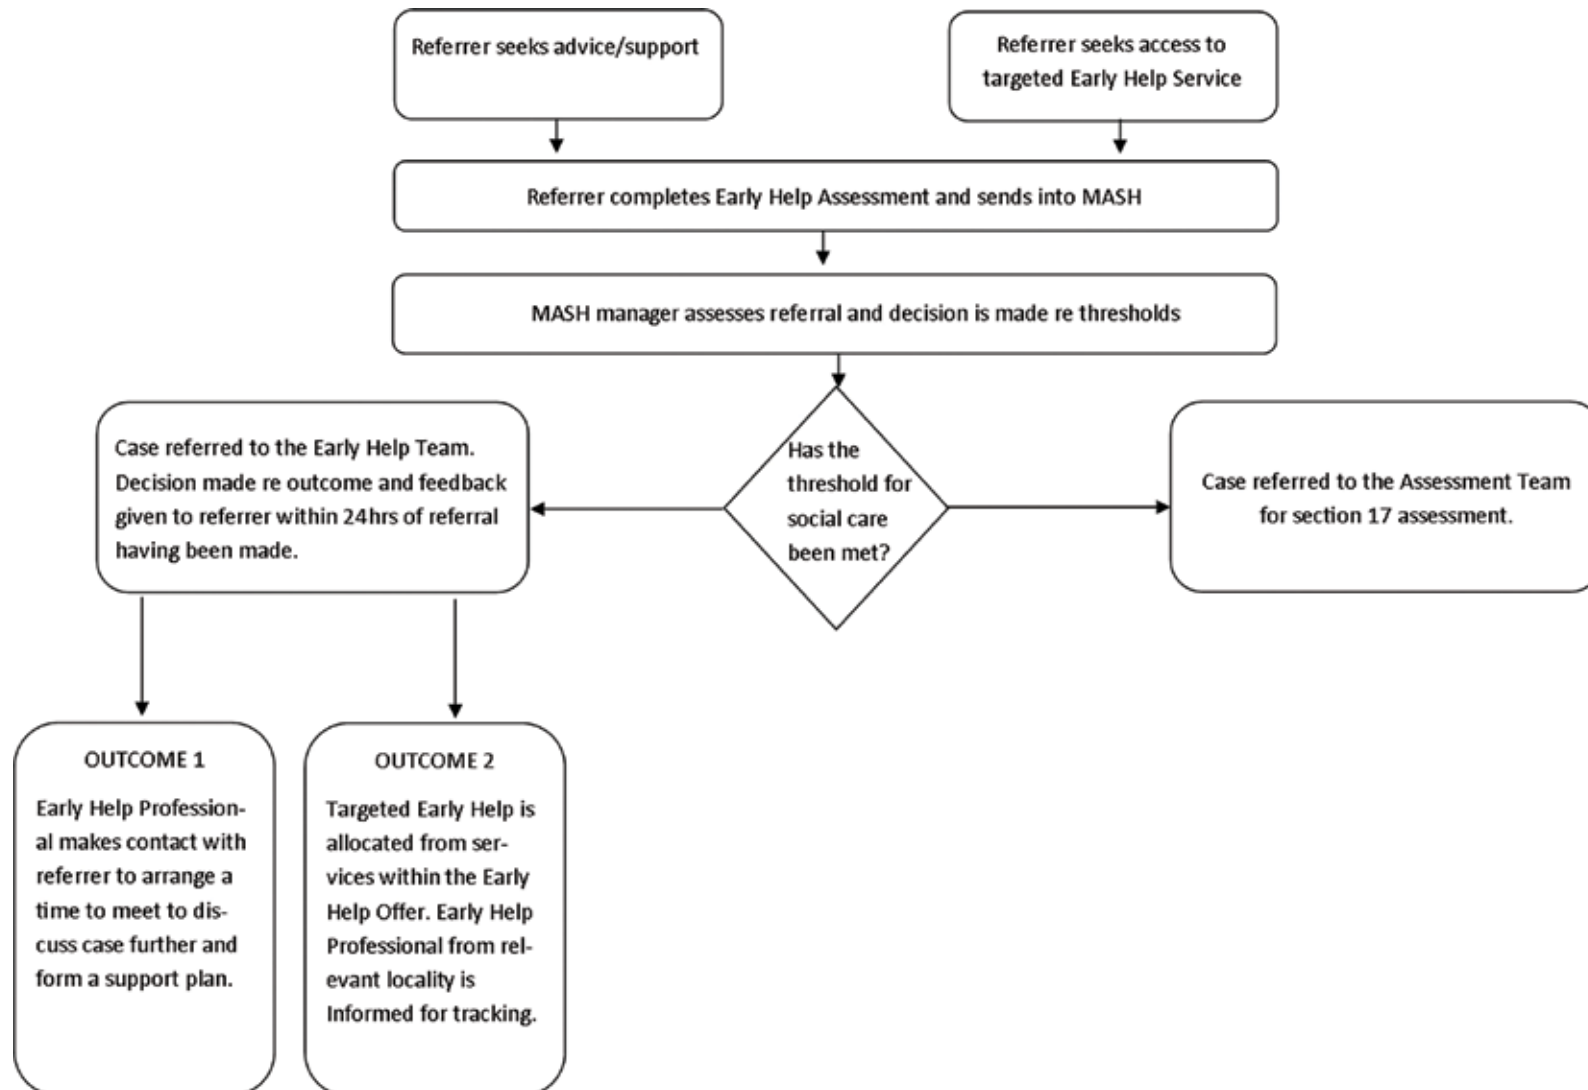 Referrer seeks advice/support
Referrer seeks access to
targeted Early Help Service
Referrer completes Early Help Assessment and sends into MASH
MASH manager assesses referral and decision is made re thresholds
Case referred to the Early Help Team.
Decision made re outcome and feedback
given to referrer within 24hrs of referral
having been made.
Has the
threshold for
social care
been met?
Case referred to the Assessment Team
for section 17 assessment.
OUTCOME 1
Early Help Profession-
al makes contact with
referrer to arrange a
time to meet to dis-
cuss case further and
form a support plan.
OUTCOME 2
Targeted Early Help is
allocated from ser-
vices within the Early
Help Offer. Early Help
Professional from rel-
evant locality is
Informed for tracking.